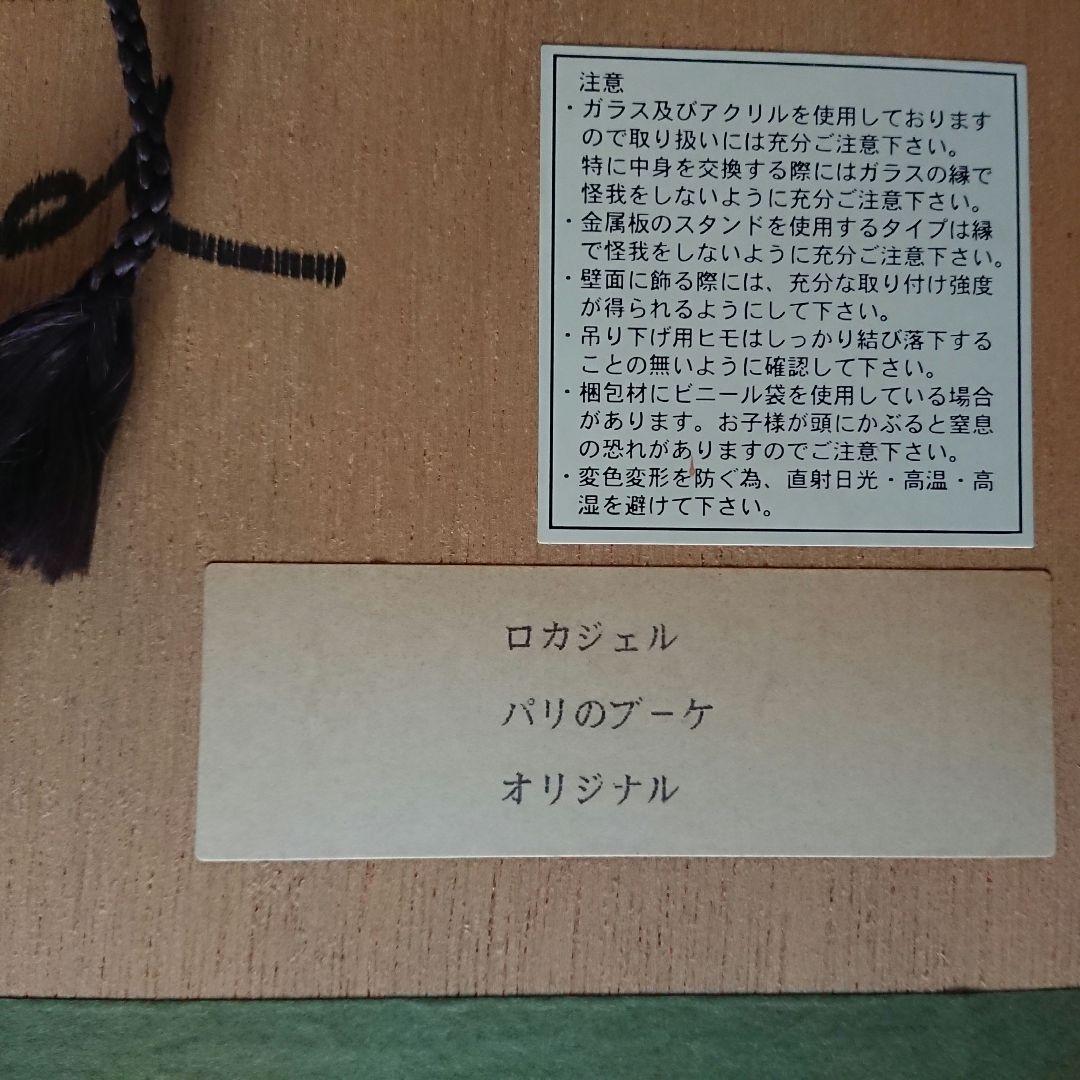 注意
・ガラス及びアクリルを使用しております
ので取り扱いには充分ご注意下さい。
特に中身を交換する際にはガラスの縁で
怪我をしないように充分ご注意下さい。
・金属板のスタンドを使用するタイプは縁
で怪我をしないように充分ご注意下さい。
・壁面に飾る際には、充分な取り付け強度
が得られるようにして下さい。
・吊り下げ用ヒモはしっかり結び落下する
ことの無いように確認して下さい。
・梱包材にビニール袋を使用している場合
があります。お子様が頭にかぶると窒息
の恐れがありますのでご注意下さい。
・変色変形を防ぐ為、直射日光・高温・高
湿を避けて下さい。
ロカジェル
パリのブーケ
オリジナル